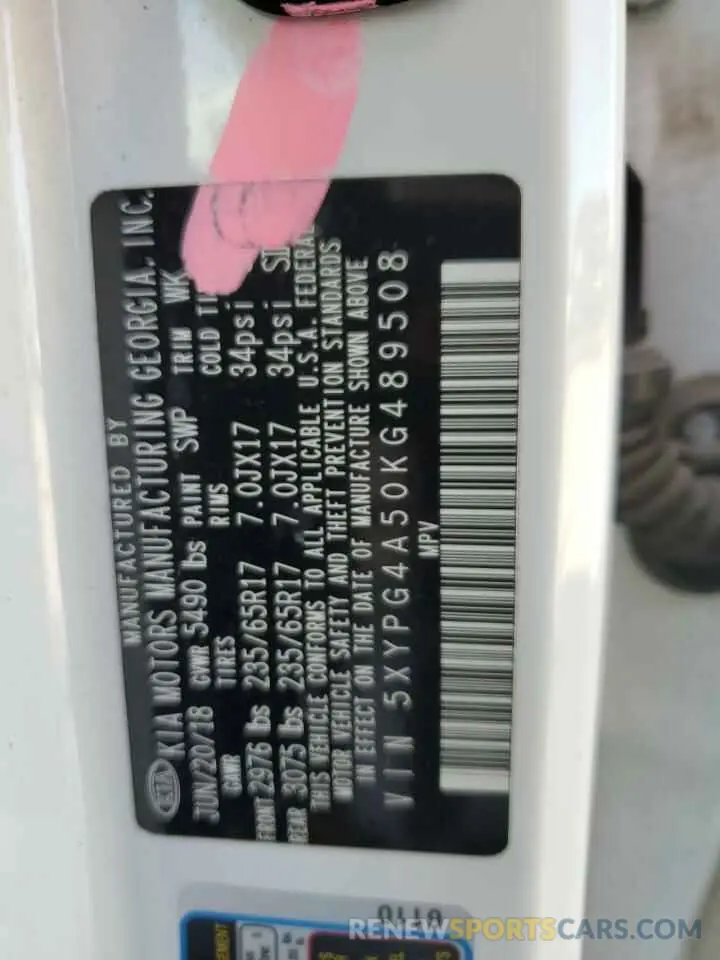 MANUFACTURED BY
KIA KIA MOTORS MANUFACTURING GEORGIA, INC.
JUN/20/18 GVWR 5490 lbs PAINT SWP TRIM WK
GAWR TIRES RIMS COLD TI
FRONT 2976 lbs 235/65R17 7.0JX17 34psi
REAR 3075 lbs 235/65R17 7.0JX17 34psi
THIS VEHICLE CONFORMS TO ALL APPLICABLE U.S.A. FEDERAL
MOTOR VEHICLE SAFETY AND THEFT PREVENTION STANDARDS
IN EFFECT ON THE DATE OF MANUFACTURE SHOWN ABOVE
VIN 5XYPG4A50KG489508
MPV
6110
RENEWSPORTSCARS.COM